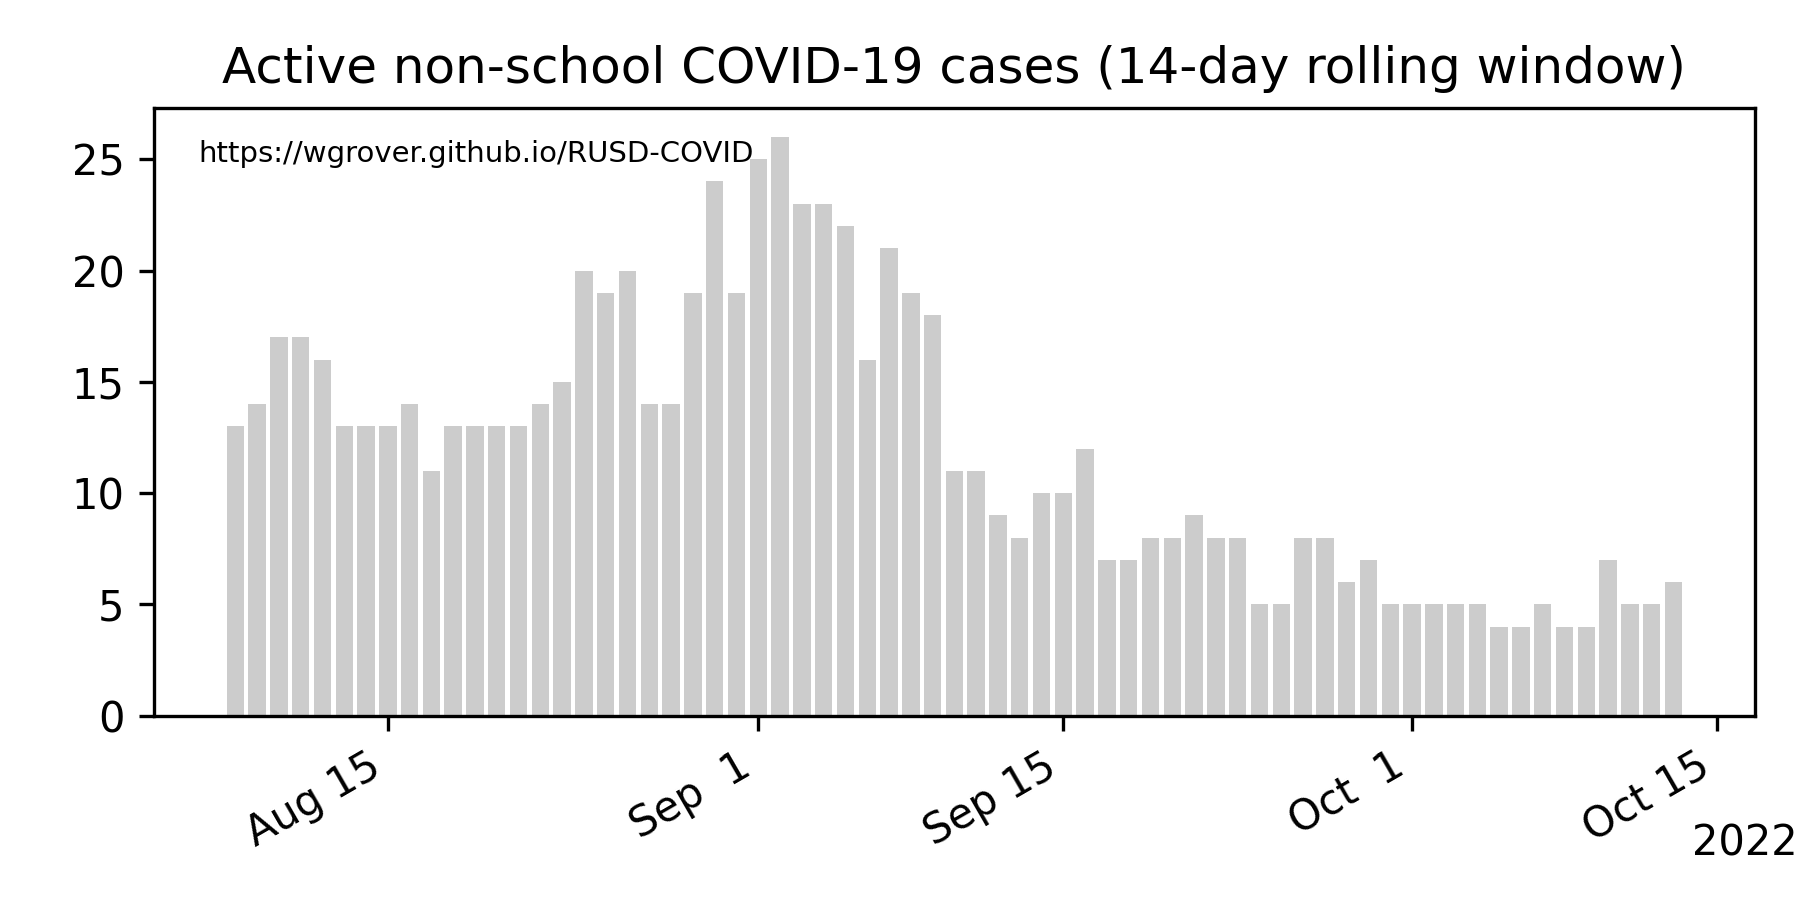 Active non-school COVID-19 cases (14-day rolling window)
https://wgrover.github.io/RUSD-COVID
25
20
15
10
5
0
Aug 15
Sep 1
Sep 15
Oct 1
Oct 15
2022